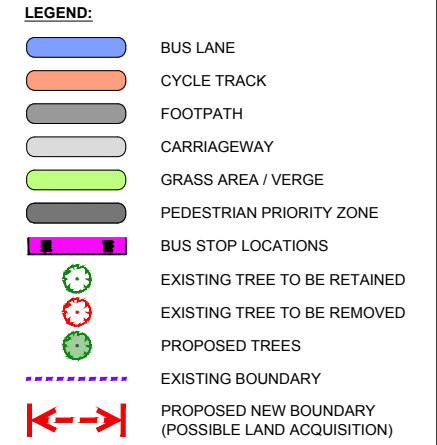 LEGEND:
BUS LANE
CYCLE TRACK
FOOTPATH
CARRIAGEWAY
GRASS AREA / VERGE
PEDESTRIAN PRIORITY ZONE
BUS STOP LOCATIONS
EXISTING TREE TO BE RETAINED
EXISTING TREE TO BE REMOVED
PROPOSED TREES
EXISTING BOUNDARY
PROPOSED NEW BOUNDARY
(POSSIBLE LAND ACQUISITION)